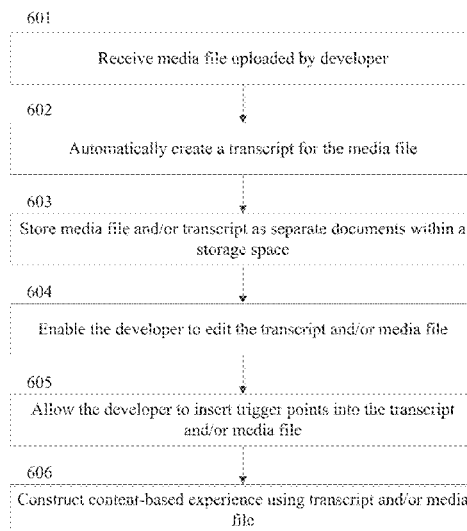 601
Receive media file uploaded by developer
602
Automatically create a transcript for the media file
603
Store media file and/or transcript as separate documents within a
storage space
604
Enable the developer to edit the transcript and/or media file
605
Allow the developer to insert trigger points into the transcript
and/or media file
606
Construct content-based experience using transcript and/or media
file